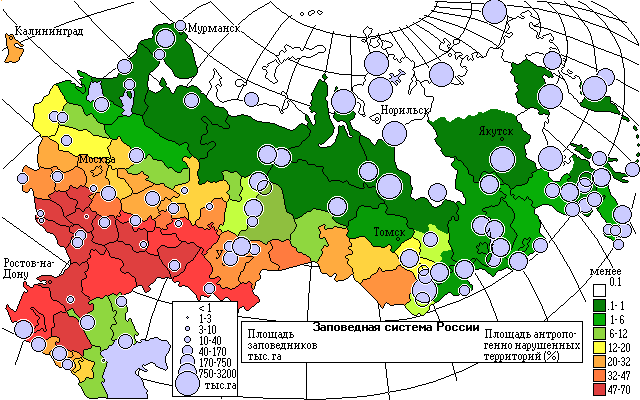 Калининград
Мурманск
Норильск
Якутск
Москва
Томск
Ростов-на-
Дону
менее
0.1
.1- 1
1- 6
6-12
12-20
20-32
32-47
47-70
< 1
1-3
3-10
10-40
40-170
170-750
750-3200
тыс.га
Заповедная система России
Площадь
заповедников
тыс. га
Площадь антропо-
генно нарушенных
территорий (%)